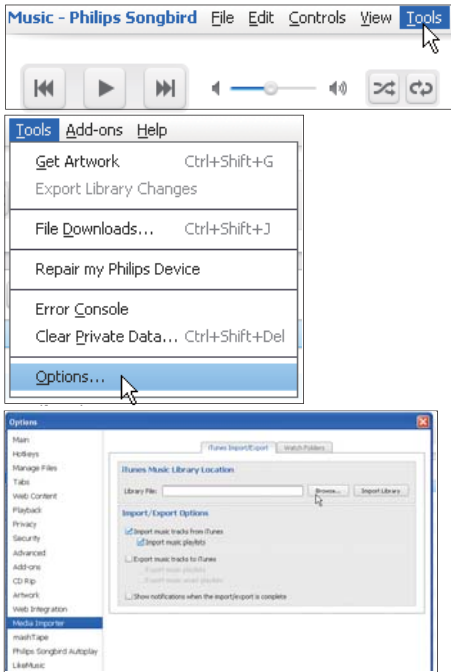 Music - Philips Songbird File Edit Controls View Tools
Tools Add-ons Help
Get Artwork Ctrl+Shift+G
Export Library Changes
File Downloads... Ctrl+Shift+J
Repair my Philips Device
Error Console
Clear Private Data... Ctrl+Shift+Del
Options...
Options
Main
Hotkeys
Manage Files
Tabs
Web Content
Playback
Privacy
Security
Advanced
Add-ons
CD Rip
Artwork
Web Integration
Media Importer
mashTape
Philips Songbird Autoplay
LikeMusic
iTunes Import/Export Watch Folders
iTunes Music Library Location
Library File: Browse... Import Library
Import/Export Options
Import music tracks from iTunes
Import music playlists
Export music tracks to iTunes
Export music playlists
Export music smart playlists
Show notifications when the import/export is complete